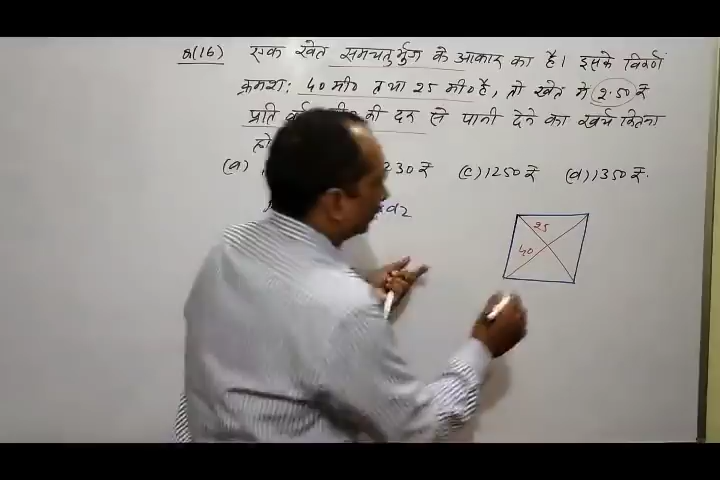 Q(16) एक खेत समचतुर्भुज के आकार का है। इसके विकर्ण
क्रमश: 40 मी० तथा 25 मी० है, तो खेत में 2.50 ₹
प्रति की दर से पानी देने का खर्च कितना
हो
(a) 230 ₹ (c) 1250 ₹ (d) 1350 ₹.
d2
25
40